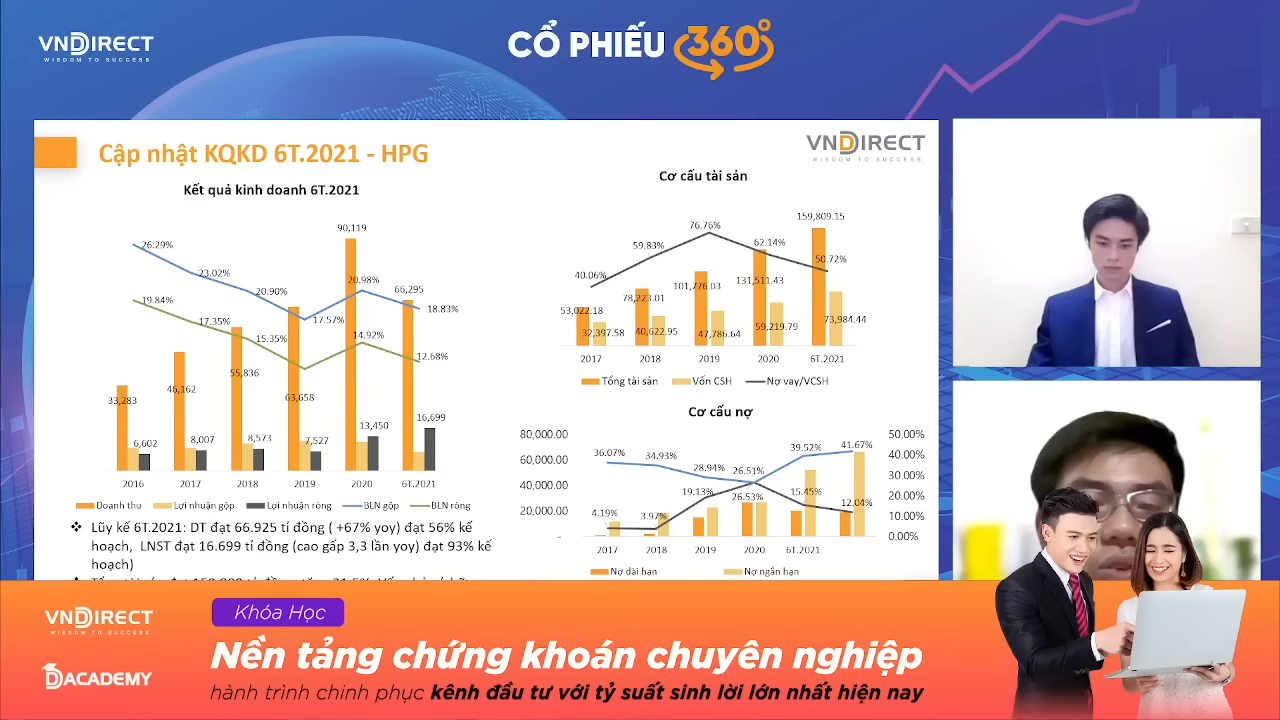 VNDIRECT
WISDOM TO SUCCESS
CỔ PHIẾU 360°
Cập nhật KQKD 6T.2021 - HPG
VNDIRECT
WISDOM TO SUCCESS
Kết quả kinh doanh 6T.2021
90,119
26.29%
23.02%
20.90%
20.98%
66,295
17.57%
18.83%
19.84%
17.35%
15.35%
14.92%
12.68%
33,283
46,162
55,836
63,658
6,602
8,007
8,573
7,527
13,450
16,699
2016 2017 2018 2019 2020 6T.2021
Doanh thu Lợi nhuận gộp Lợi nhuận ròng BLN gộp BLN ròng
❖ Lũy kế 6T.2021: DT đạt 66.925 tỉ đồng ( +67% yoy) đạt 56% kế
hoạch, LNST đạt 16.699 tỉ đồng (cao gấp 3,3 lần yoy) đạt 93% kế
hoạch)
Cơ cấu tài sản
159,809.15
76.76%
59.83%
62.14%
50.72%
40.06%
53,022.18
78,223.01
101,776.03
131,511.43
32,397.58
40,622.95
47,786.64
59,219.79
73,984.44
2017 2018 2019 2020 6T.2021
Tổng tài sản Vốn CSH Nợ vay/VCSH
Cơ cấu nợ
80,000.00
60,000.00
40,000.00
20,000.00
-
50.00%
40.00%
30.00%
20.00%
10.00%
0.00%
36.07%
34.93%
28.94%
26.51%
39.52%
41.67%
4.19%
3.97%
19.13%
26.53%
15.45%
12.04%
2017 2018 2019 2020 6T.2021
Nợ dài hạn Nợ ngắn hạn
VNDIRECT
WISDOM TO SUCCESS
DACADEMY
Khóa Học
Nền tảng chứng khoán chuyên nghiệp
hành trình chinh phục kênh đầu tư với tỷ suất sinh lời lớn nhất hiện nay